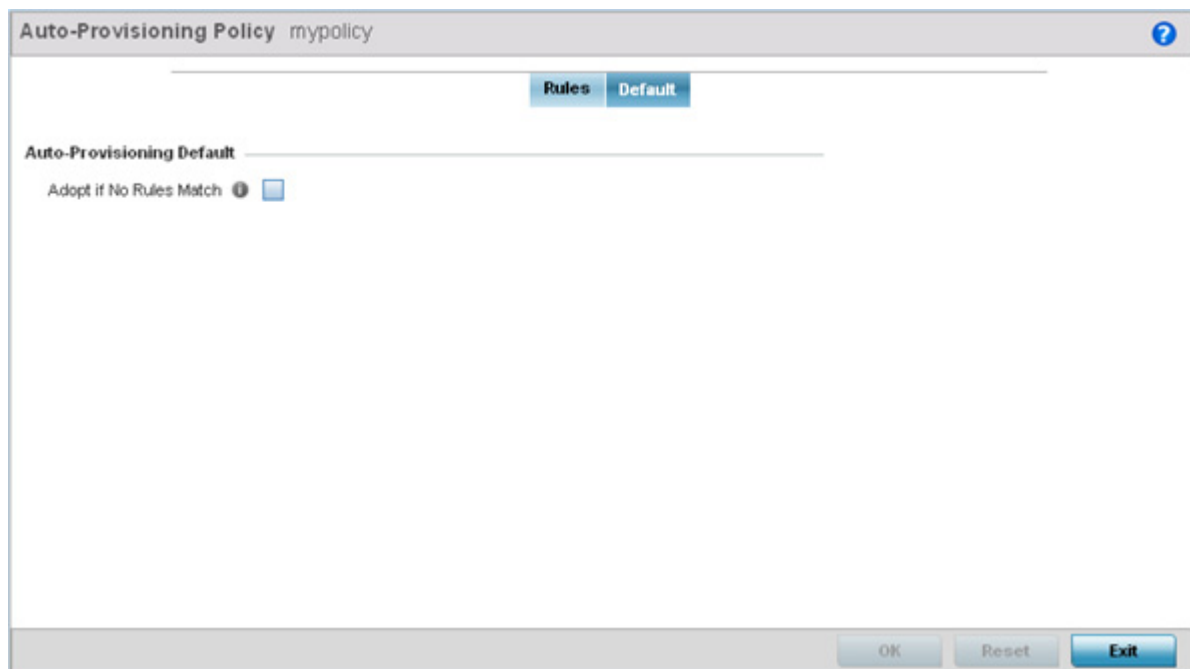 Auto-Provisioning Policy mypolicy
?
Rules Default
Auto-Provisioning Default
Adopt if No Rules Match i
OK Reset Exit